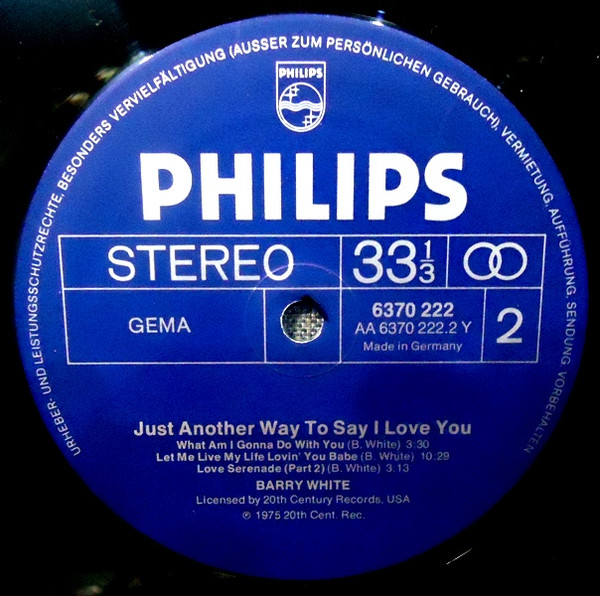 URHEBER- UND LEISTUNGSSCHUTZRECHTE, BESONDERS VERVIELFÄLTIGUNG (AUSSER ZUM PERSÖNLICHEN GEBRAUCH), VERMIETUNG, AUFFÜHRUNG, SENDUNG VORBEHALTEN
PHILIPS
PHILIPS
STEREO 33 1/3
GEMA
6370 222
AA 6370 222.2 Y
Made in Germany
2
Just Another Way To Say I Love You
What Am I Gonna Do With You (B. White) 3:30
Let Me Live My Life Lovin' You Babe (B. White) 10:29
Love Serenade (Part 2) (B. White) 3.13
BARRY WHITE
Licensed by 20th Century Records, USA
℗ 1975 20th Cent. Rec.